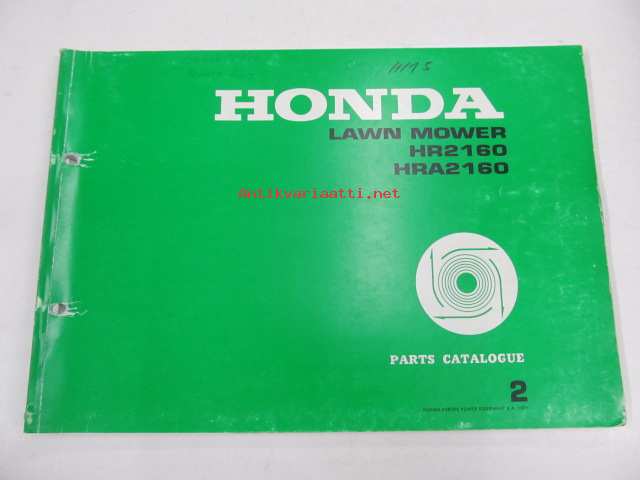 HONDA
LAWN MOWER
HR2160
HRA2160
Antikvariaatti.net
PARTS CATALOGUE
2